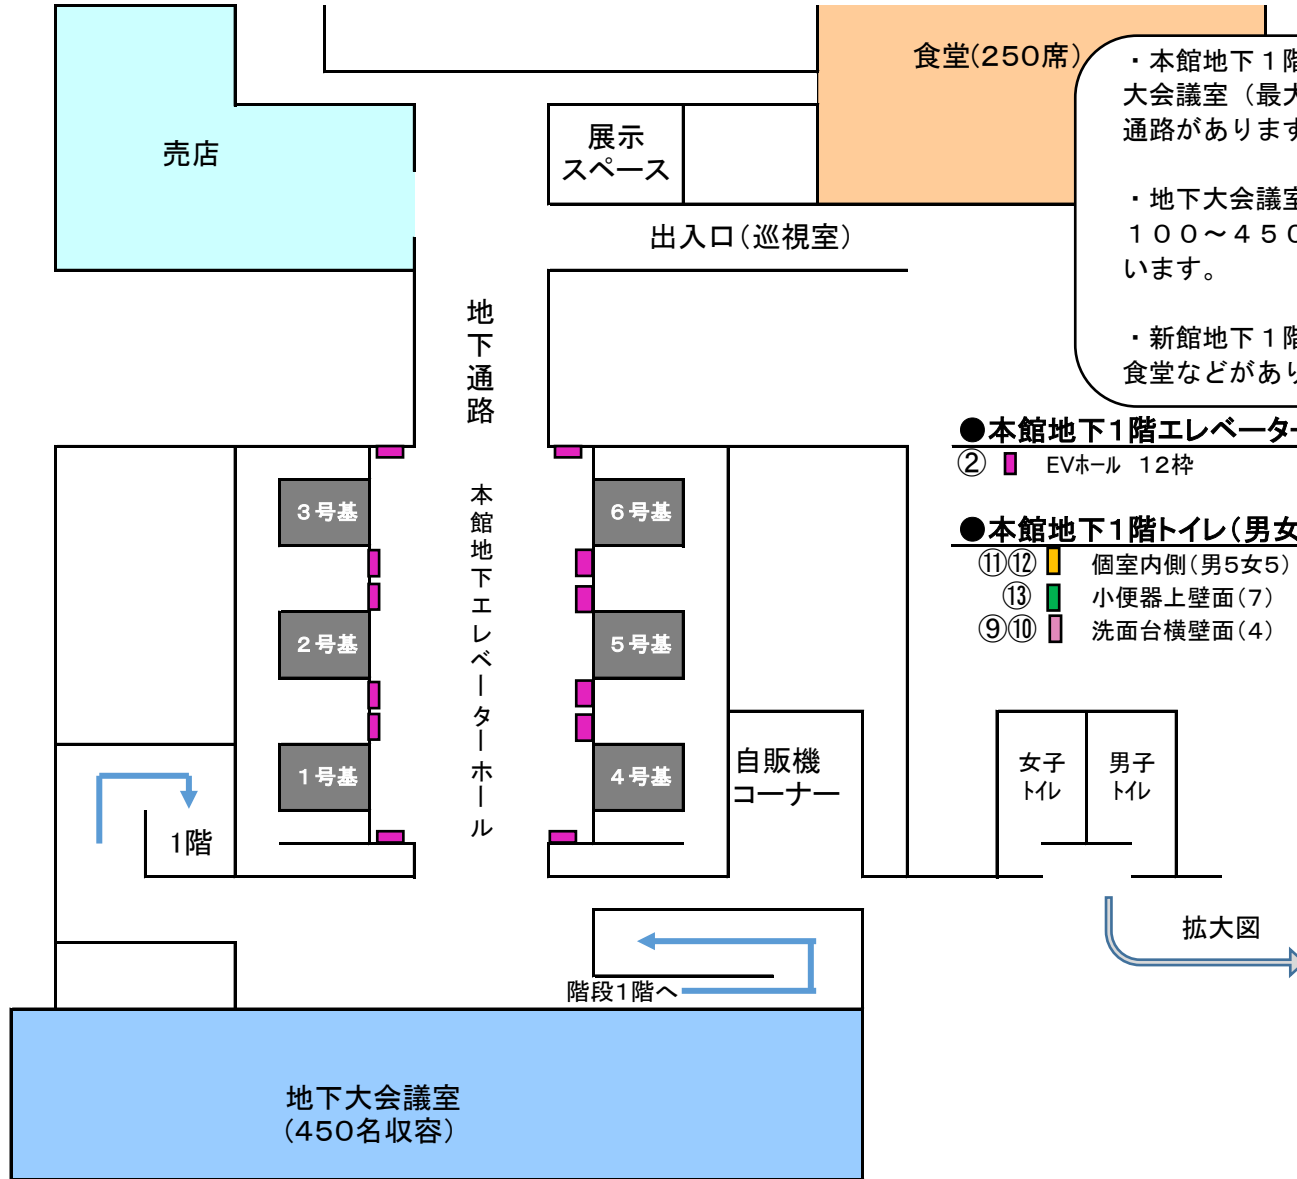 食堂(250席)
・本館地下１階
大会議室（最大
通路があります
・地下大会議室
１００～４５０
います。
・新館地下１階
食堂などがあり
売店
展示
スペース
出入口(巡視室)
地下通路
●本館地下1階エレベーター
② EVホール 12枠
●本館地下1階トイレ(男女
⑪⑫ 個室内側(男5女5)
⑬ 小便器上壁面(7)
⑨⑩ 洗面台横壁面(4)
本館地下エレベーターホール
3号基
6号基
2号基
5号基
1号基
4号基
自販機
コーナー
女子
トイレ
男子
トイレ
1階
拡大図
階段1階へ
地下大会議室
(450名収容)